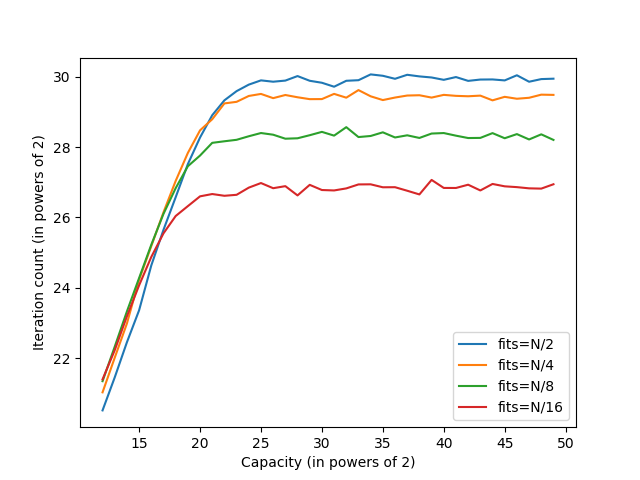 30
28
26
24
22
Iteration count (in powers of 2)
15 20 25 30 35 40 45 50
Capacity (in powers of 2)
fits=N/2
fits=N/4
fits=N/8
fits=N/16